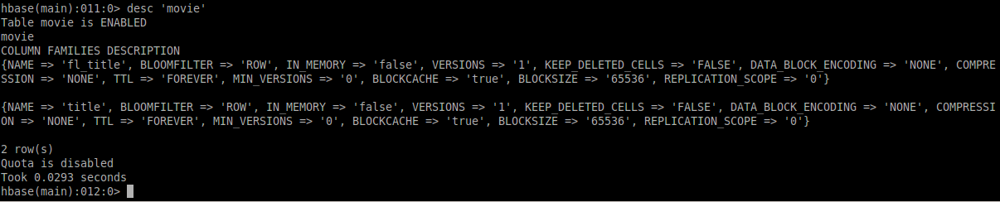 hbase(main):011:0> desc 'movie'
Table movie is ENABLED
movie
COLUMN FAMILIES DESCRIPTION
{NAME => 'fl_title', BLOOMFILTER => 'ROW', IN_MEMORY => 'false', VERSIONS => '1', KEEP_DELETED_CELLS => 'FALSE', DATA_BLOCK_ENCODING => 'NONE', COMPRE
SSION => 'NONE', TTL => 'FOREVER', MIN_VERSIONS => '0', BLOCKCACHE => 'true', BLOCKSIZE => '65536', REPLICATION_SCOPE => '0'}
{NAME => 'title', BLOOMFILTER => 'ROW', IN_MEMORY => 'false', VERSIONS => '1', KEEP_DELETED_CELLS => 'FALSE', DATA_BLOCK_ENCODING => 'NONE', COMPRESSI
ON => 'NONE', TTL => 'FOREVER', MIN_VERSIONS => '0', BLOCKCACHE => 'true', BLOCKSIZE => '65536', REPLICATION_SCOPE => '0'}
2 row(s)
Quota is disabled
Took 0.0293 seconds
hbase(main):012:0>